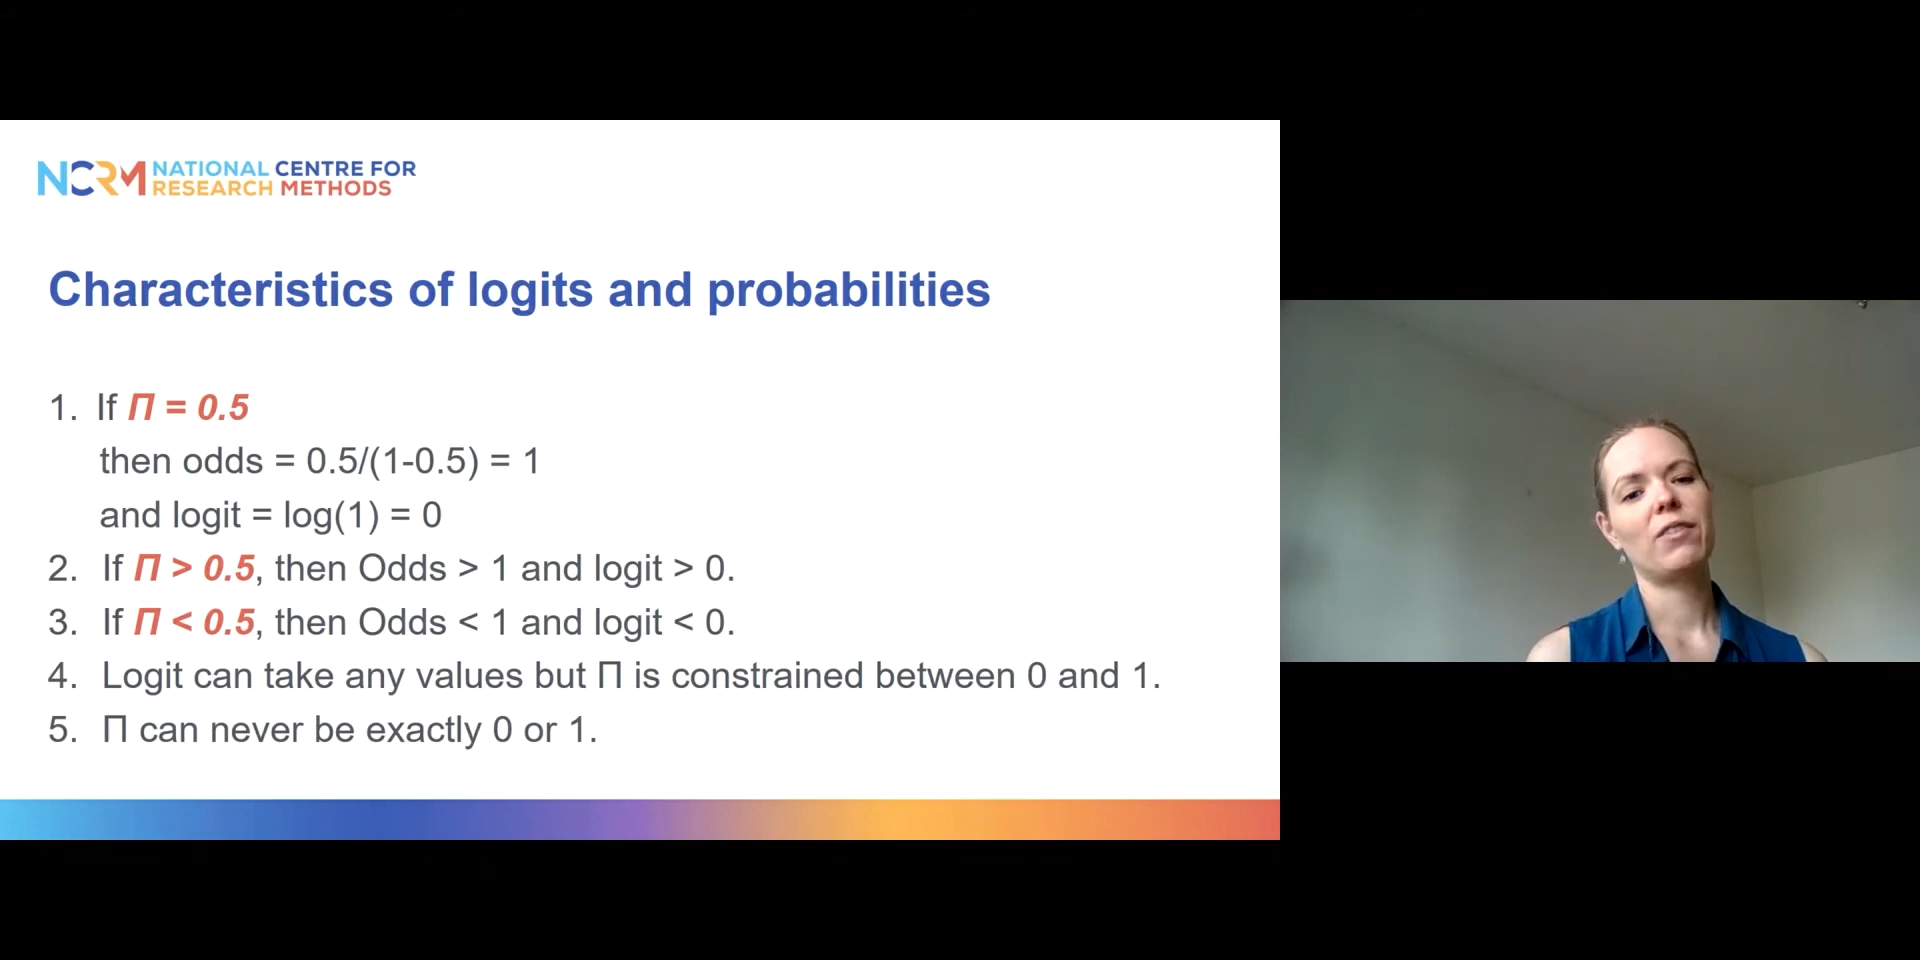 NCRM NATIONAL CENTRE FOR
RESEARCH METHODS
Characteristics of logits and probabilities
1. If Π = 0.5
then odds = 0.5/(1-0.5) = 1
and logit = log(1) = 0
2. If Π > 0.5, then Odds > 1 and logit > 0.
3. If Π < 0.5, then Odds < 1 and logit < 0.
4. Logit can take any values but Π is constrained between 0 and 1.
5. Π can never be exactly 0 or 1.